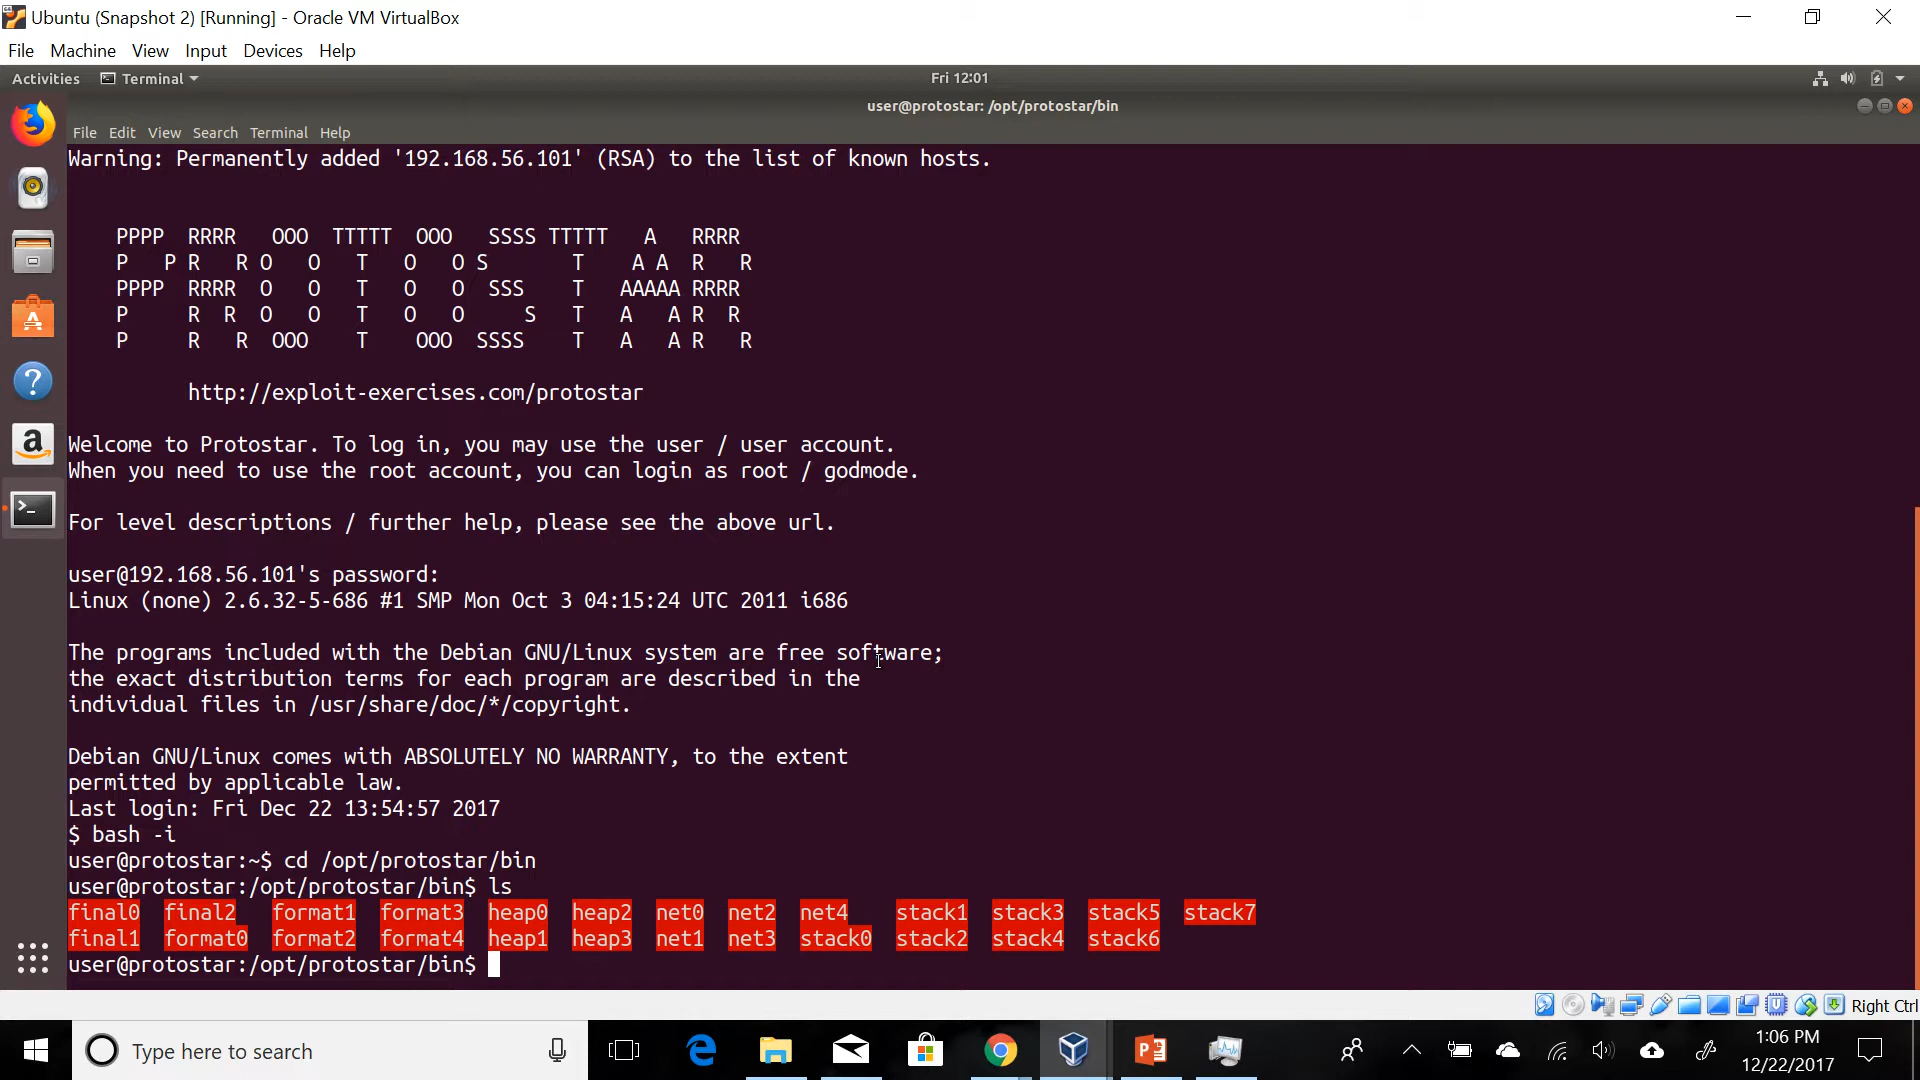 Ubuntu (Snapshot 2) [Running] - Oracle VM VirtualBox
File Machine View Input Devices Help
Activities Terminal Fri 12:01
user@protostar: /opt/protostar/bin
File Edit View Search Terminal Help
Warning: Permanently added '192.168.56.101' (RSA) to the list of known hosts.
    PPPP  RRRR   OOO  TTTTT  OOO   SSSS TTTTT   A   RRRR
    P   P R   R O   O   T   O   O S       T    A A  R   R
    PPPP  RRRR  O   O   T   O   O  SSS    T   AAAAA RRRR
    P     R  R  O   O   T   O   O     S   T   A   A R  R
    P     R   R  OOO    T    OOO  SSSS    T   A   A R   R
http://exploit-exercises.com/protostar
Welcome to Protostar. To log in, you may use the user / user account.
When you need to use the root account, you can login as root / godmode.
For level descriptions / further help, please see the above url.
user@192.168.56.101's password:
Linux (none) 2.6.32-5-686 #1 SMP Mon Oct 3 04:15:24 UTC 2011 i686
The programs included with the Debian GNU/Linux system are free software;
the exact distribution terms for each program are described in the
individual files in /usr/share/doc/*/copyright.
Debian GNU/Linux comes with ABSOLUTELY NO WARRANTY, to the extent
permitted by applicable law.
Last login: Fri Dec 22 13:54:57 2017
$ bash -i
user@protostar:~$ cd /opt/protostar/bin
user@protostar:/opt/protostar/bin$ ls
final0 final2 format1 format3 heap0 heap2 net0 net2 net4 stack1 stack3 stack5 stack7
final1 format0 format2 format4 heap1 heap3 net1 net3 stack0 stack2 stack4 stack6
user@protostar:/opt/protostar/bin$
Right Ctrl
Type here to search
1:06 PM
12/22/2017